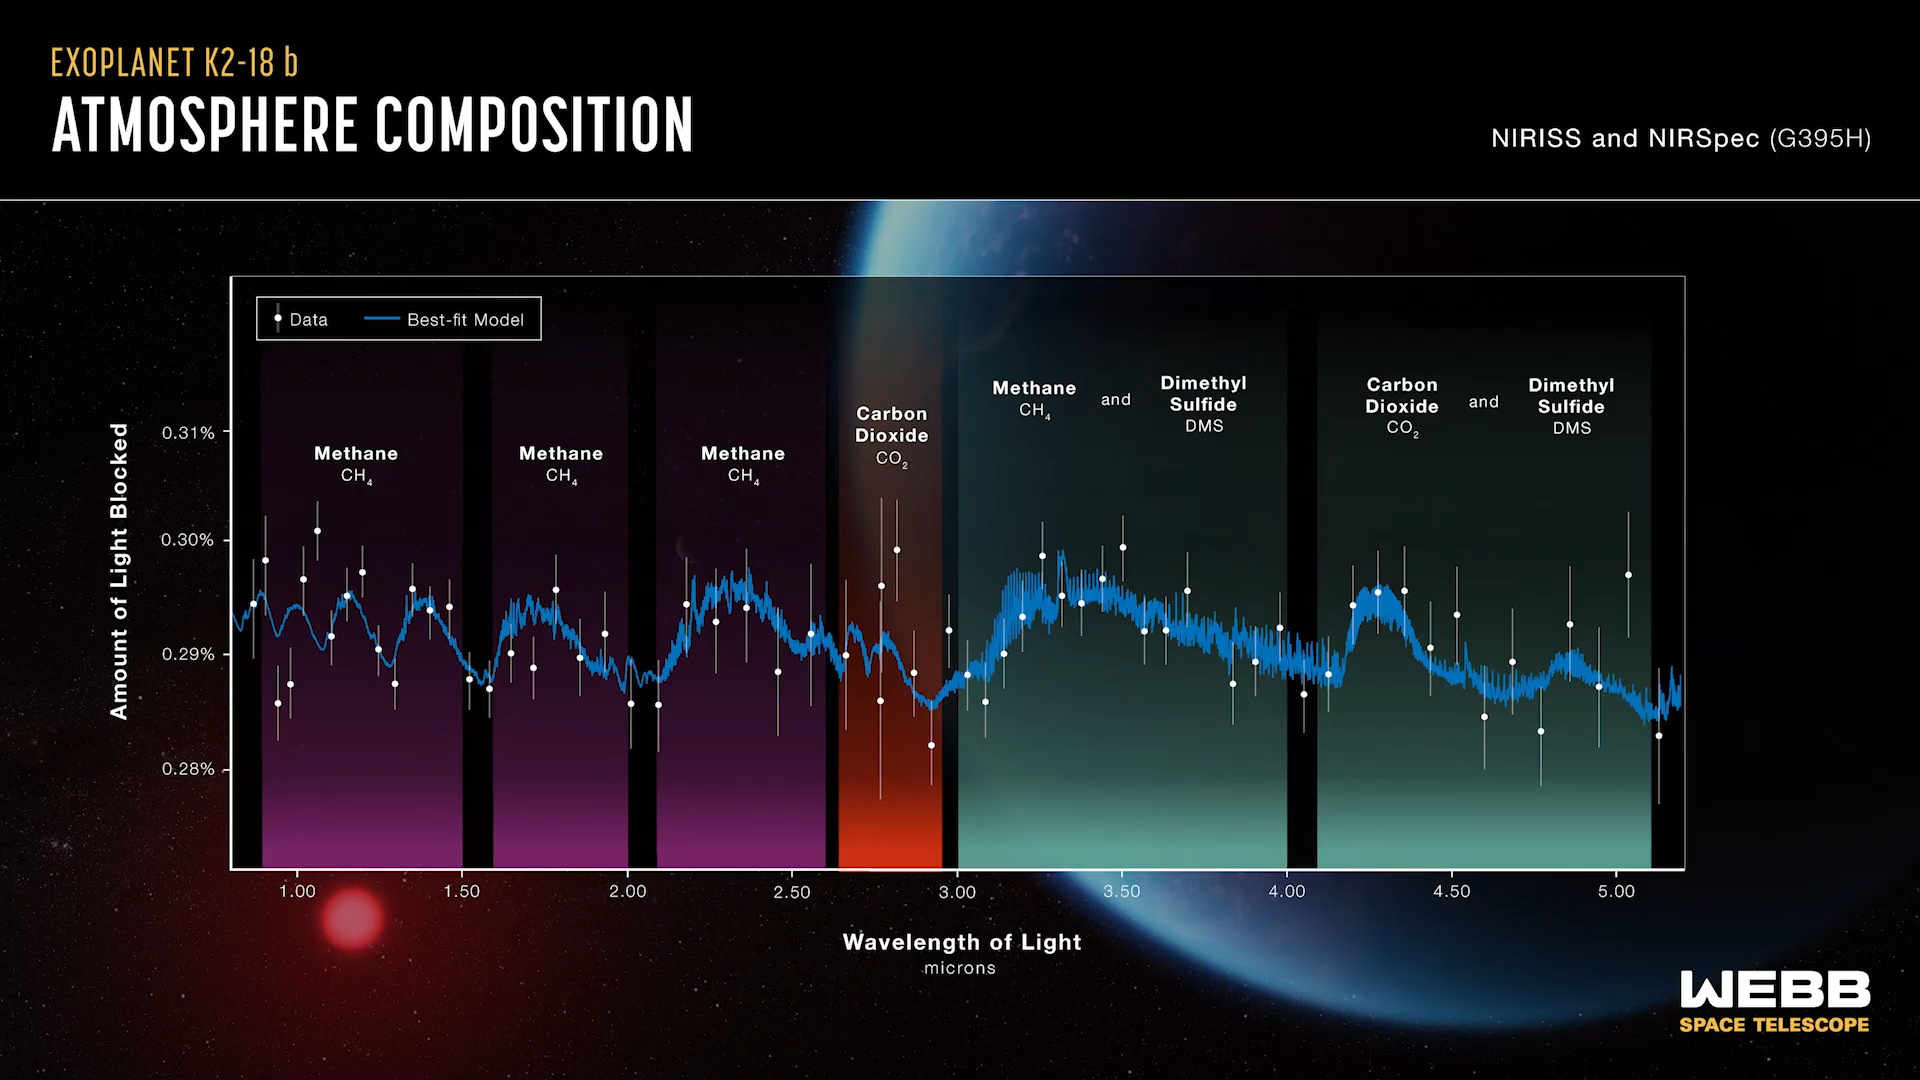 EXOPLANET K2-18 b
ATMOSPHERE COMPOSITION
NIRISS and NIRSpec (G395H)
Data
Best-fit Model
Amount of Light Blocked
0.31%
0.30%
0.29%
0.28%
Methane
CH₄
Methane
CH₄
Methane
CH₄
Carbon
Dioxide
CO₂
Methane
CH₄
and
Dimethyl
Sulfide
DMS
Carbon
Dioxide
CO₂
and
Dimethyl
Sulfide
DMS
1.00 1.50 2.00 2.50 3.00 3.50 4.00 4.50 5.00
Wavelength of Light
microns
WEBB
SPACE TELESCOPE